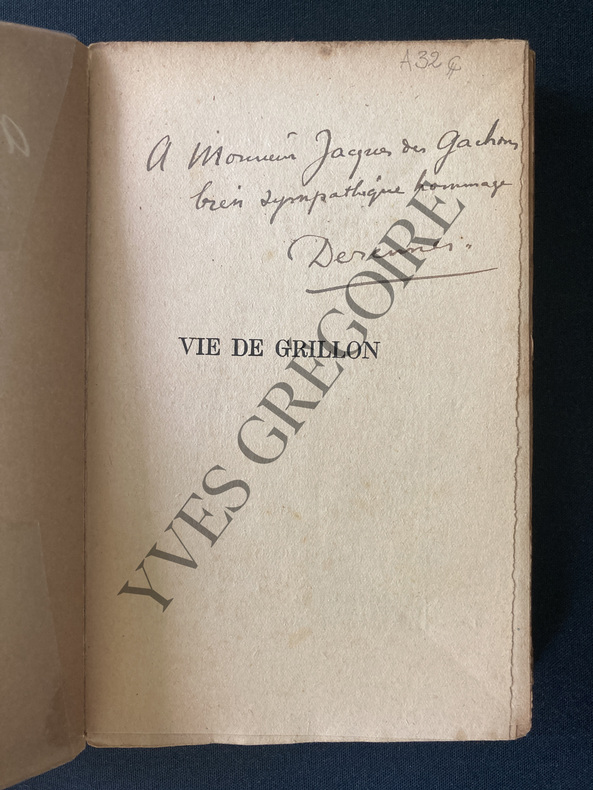 A32
A Monsieur Jacques des Gachons
bien sympathique hommage
Derennes
VIE DE GRILLON
YVES GREGOIRE